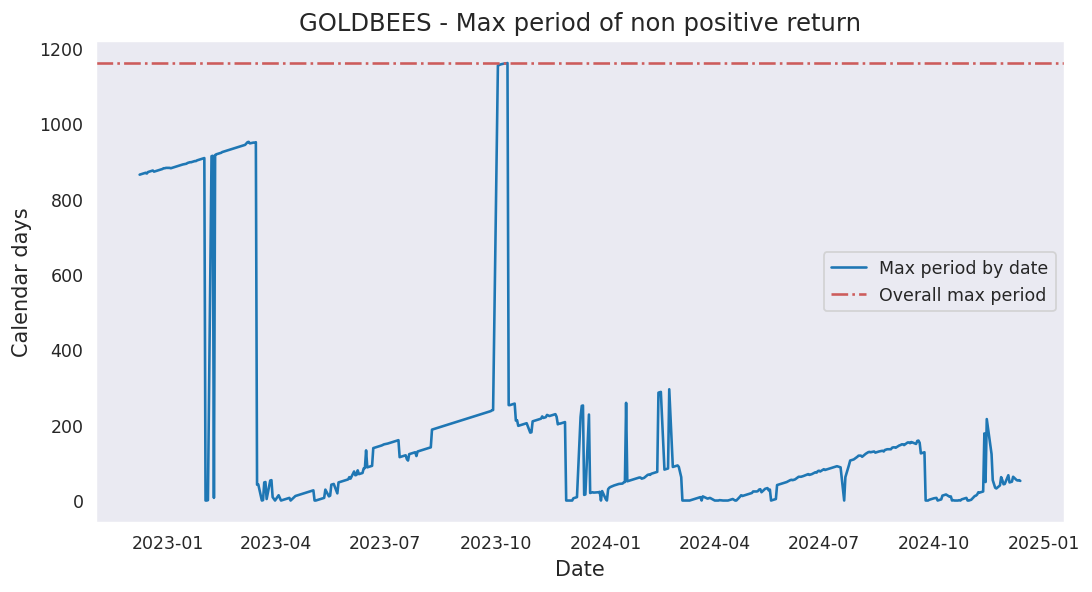 GOLDBEES - Max period of non positive return
1200
1000
800
600
400
200
0
Calendar days
Max period by date
Overall max period
2023-01 2023-04 2023-07 2023-10 2024-01 2024-04 2024-07 2024-10 2025-01
Date